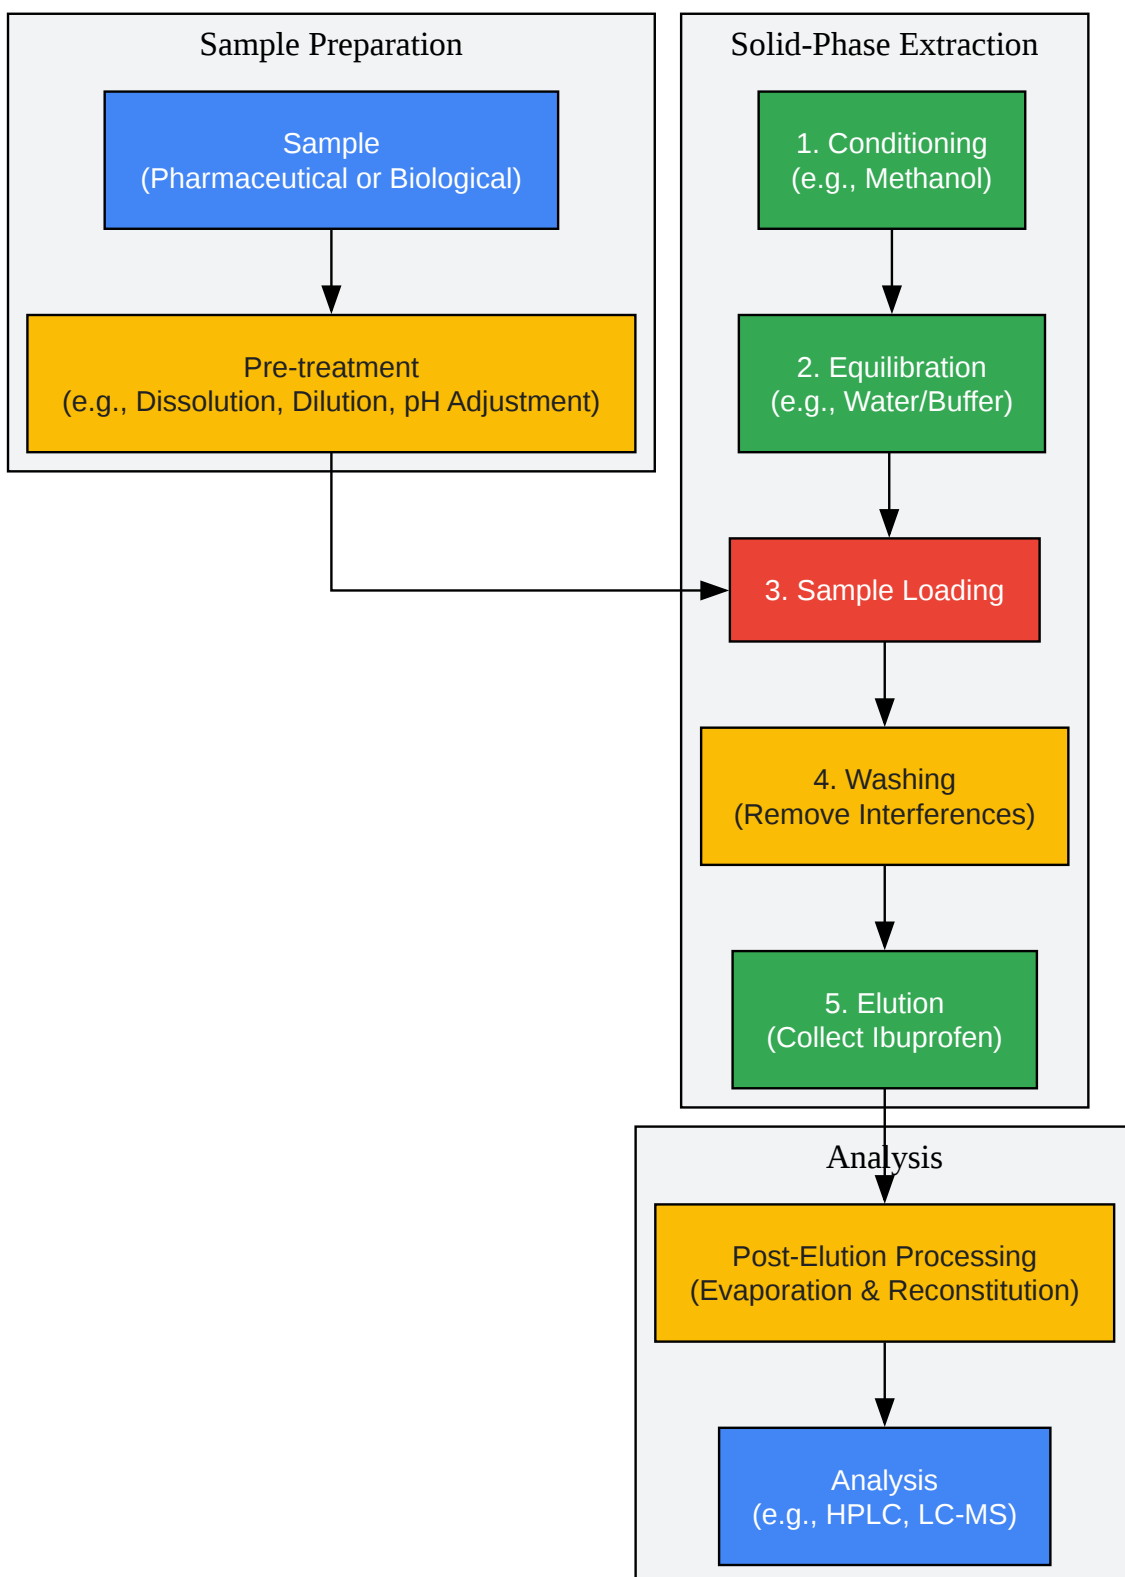 Sample Preparation
Sample
(Pharmaceutical or Biological)
Pre-treatment
(e.g., Dissolution, Dilution, pH Adjustment)
Solid-Phase Extraction
1. Conditioning
(e.g., Methanol)
2. Equilibration
(e.g., Water/Buffer)
3. Sample Loading
4. Washing
(Remove Interferences)
5. Elution
(Collect Ibuprofen)
Analysis
Post-Elution Processing
(Evaporation & Reconstitution)
Analysis
(e.g., HPLC, LC-MS)